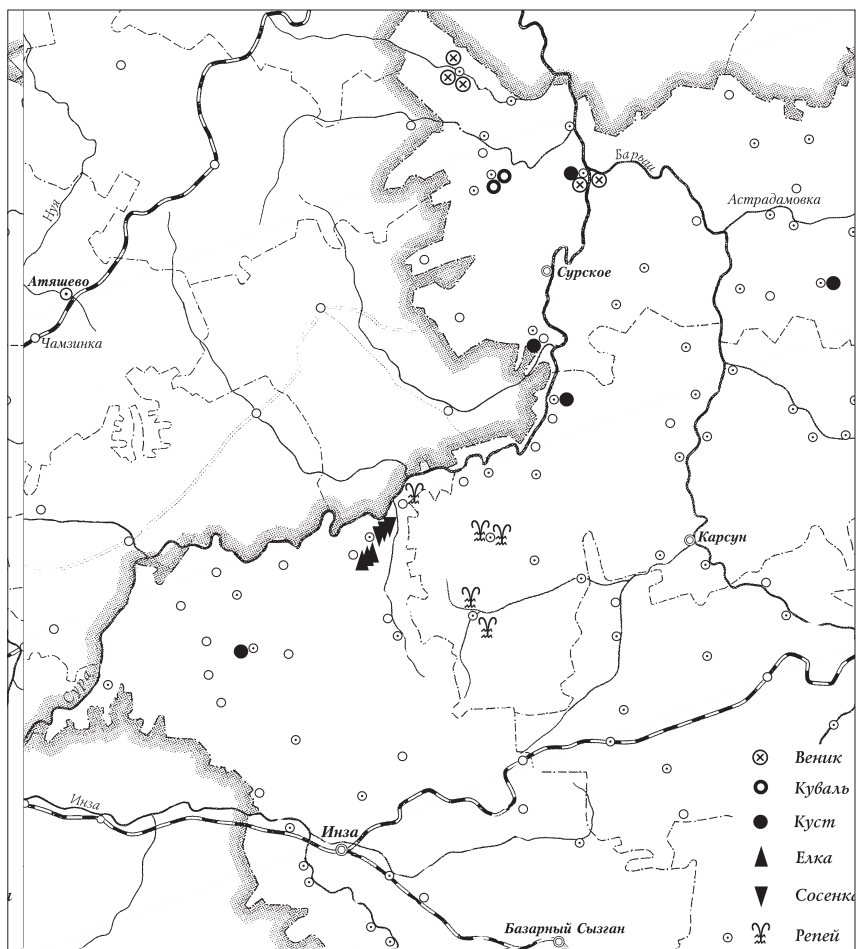 Барыш
Нуя
Астрадамовка
Сурское
Атяшево
Чамзинка
Карсун
Сура
Инза
Инза
Базарный Сызган
Веник
Куваль
Куст
Елка
Сосенка
Репей